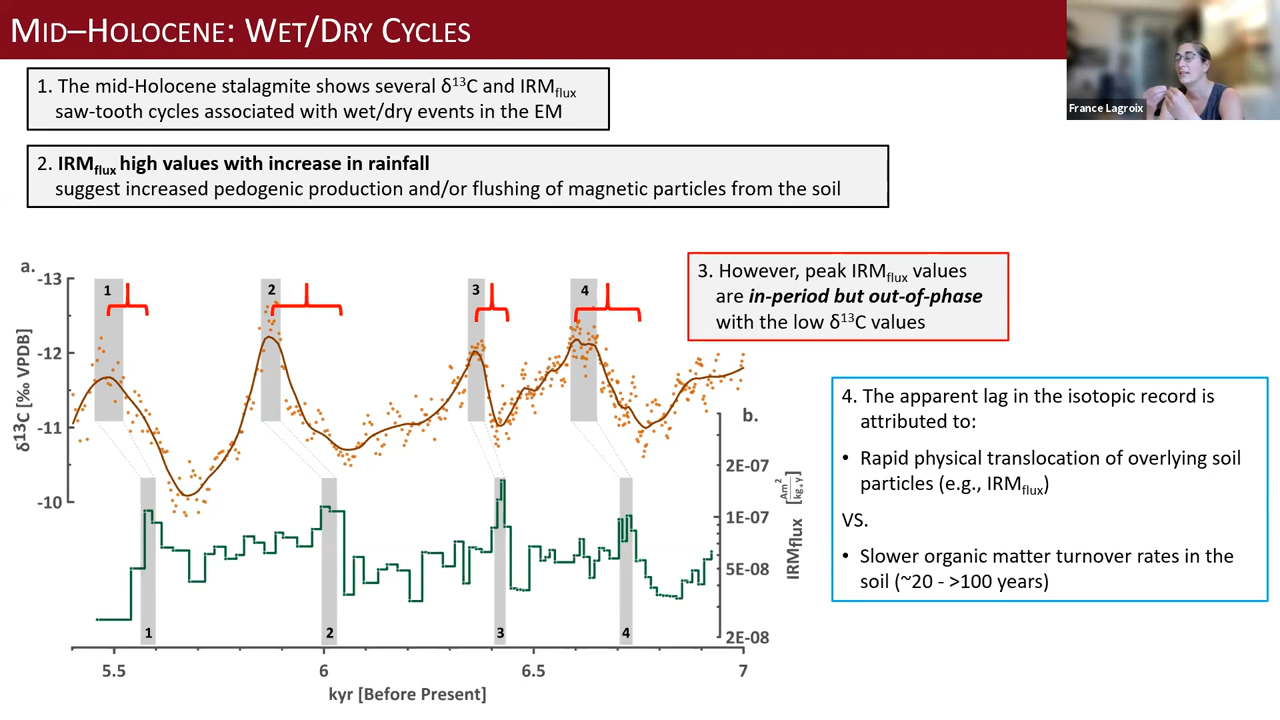 MID–HOLOCENE: WET/DRY CYCLES
France Lagroix
1. The mid-Holocene stalagmite shows several δ¹³C and IRMflux
saw-tooth cycles associated with wet/dry events in the EM
2. IRMflux high values with increase in rainfall
suggest increased pedogenic production and/or flushing of magnetic particles from the soil
3. However, peak IRMflux values
are in-period but out-of-phase
with the low δ¹³C values
4. The apparent lag in the isotopic record is
attributed to:
• Rapid physical translocation of overlying soil
particles (e.g., IRMflux)
VS.
• Slower organic matter turnover rates in the
soil (~20 - >100 years)
a.
-13
-12
-11
-10
δ¹³C [‰ VPDB]
1
2
3
4
b.
2E-07
1E-07
5E-08
2E-08
IRMflux [Am²/kg*y]
1
2
3
4
5.5
6
6.5
7
kyr [Before Present]